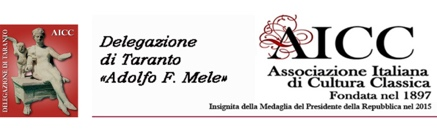 AICC
DELEGAZIONE DI TARANTO
Delegazione
di Taranto
«Adolfo F. Mele»
AICC
Associazione Italiana
di Cultura Classica
Fondata nel 1897
Insignita della Medaglia del Presidente della Repubblica nel 2015